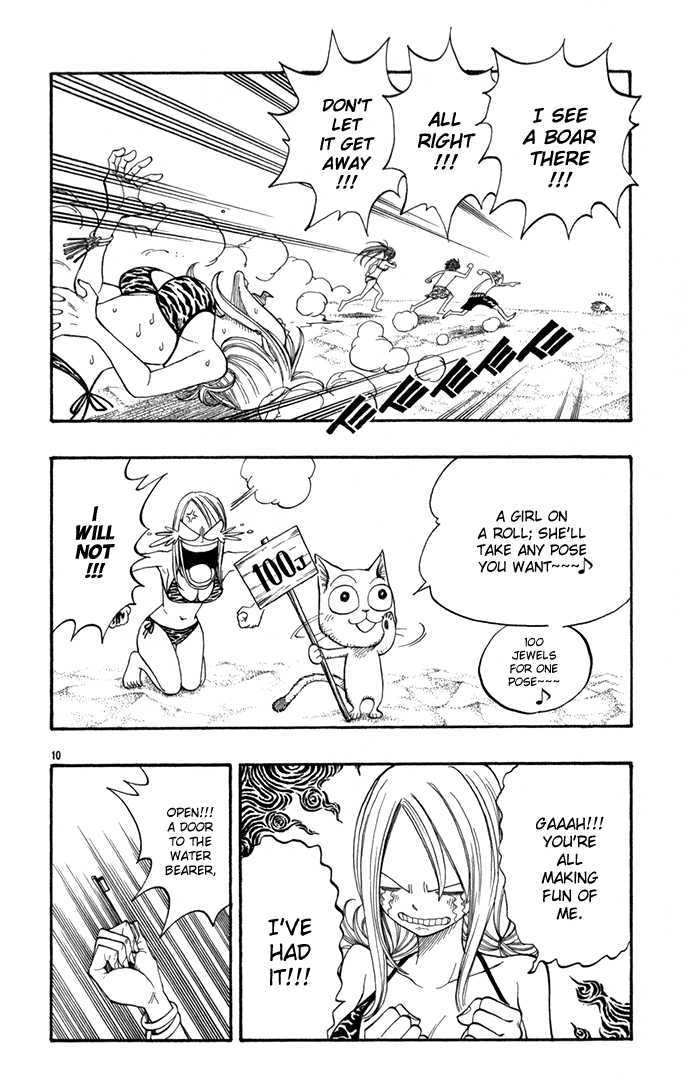 I SEE
A BOAR
THERE
!!!
ALL
RIGHT
!!!
DON'T
LET
IT GET
AWAY
!!!
A GIRL ON
A ROLL; SHE'LL
TAKE ANY POSE
YOU WANT~~~♪
100
JEWELS
FOR ONE
POSE~~~
♪
100J
I
WILL
NOT
!!!
10
GAAAH!!!
YOU'RE
ALL
MAKING
FUN OF
ME.
I'VE
HAD
IT!!!
OPEN!!!
A DOOR
TO THE
WATER
BEARER,